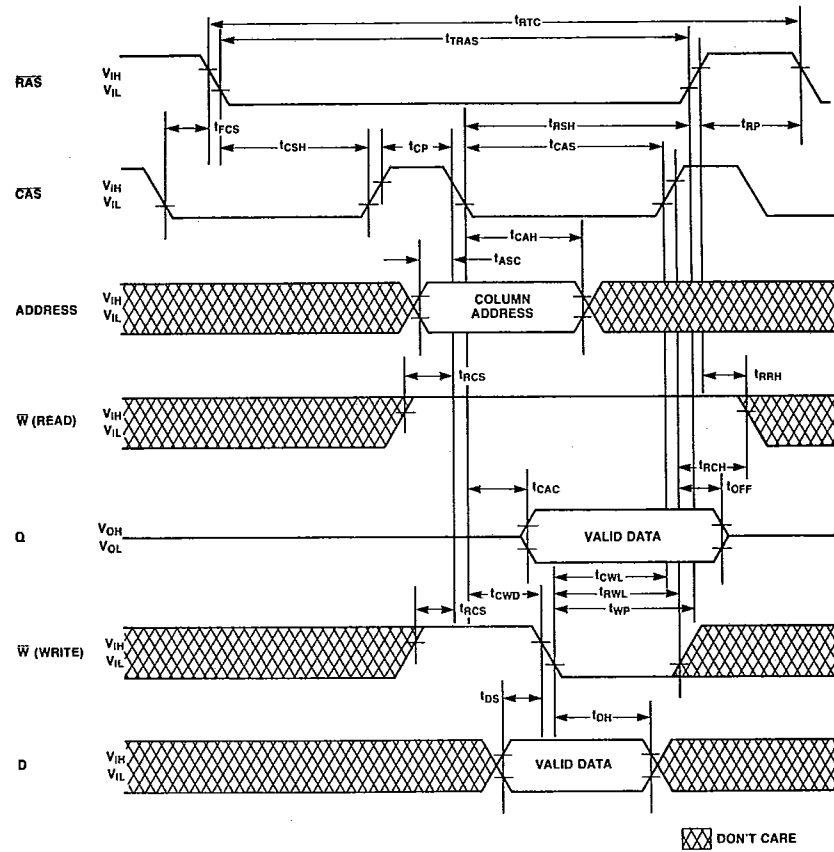 tRTC
tTRAS
RAS
VIH
VIL
tFCS
tRSH
tRP
tCSH
tCP
tCAS
CAS
VIH
VIL
tCAH
tASC
ADDRESS
VIH
VIL
COLUMN
ADDRESS
tRCS
tRRH
W (READ)
VIH
VIL
tRCH
tCAC
tOFF
Q
VOH
VOL
VALID DATA
tCWL
tCWD
tRWL
tRCS
tWP
W (WRITE)
VIH
VIL
tDS
tDH
D
VIH
VIL
VALID DATA
DON'T CARE